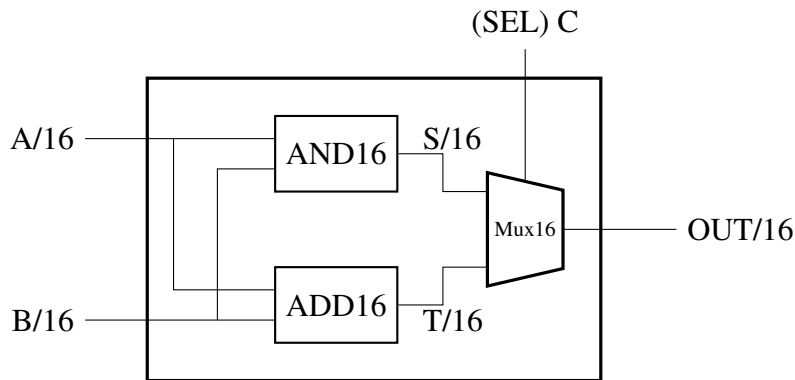 (SEL) C
A/16
AND16
S/16
Mux16
OUT/16
ADD16
B/16
T/16